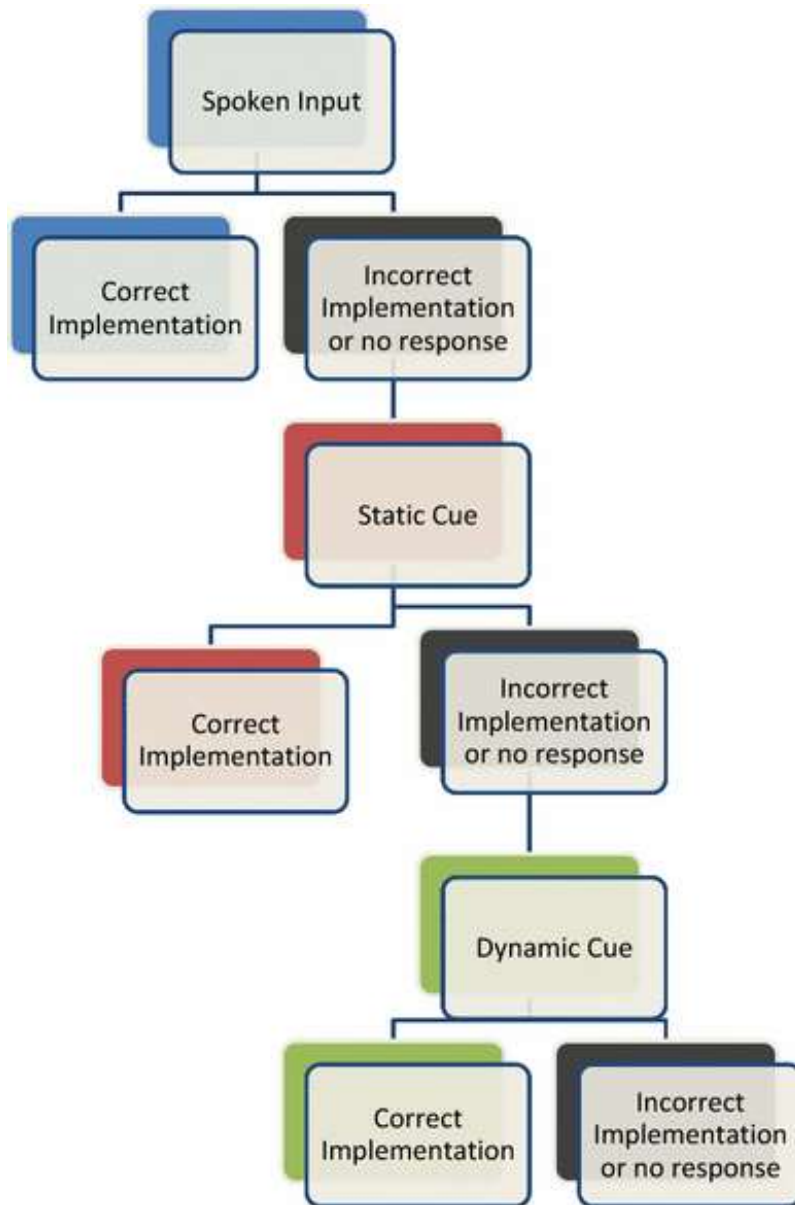 Spoken Input
Correct
Implementation
Incorrect
Implementation
or no response
Static Cue
Correct
Implementation
Incorrect
Implementation
or no response
Dynamic Cue
Correct
Implementation
Incorrect
Implementation
or no response